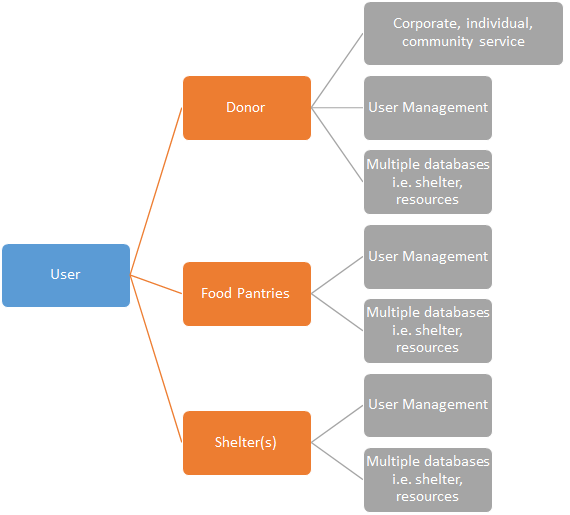 Corporate, individual,
community service
Donor
User Management
Multiple databases
i.e. shelter,
resources
User Management
User
Food Pantries
Multiple databases
i.e. shelter,
resources
User Management
Shelter(s)
Multiple databases
i.e. shelter,
resources